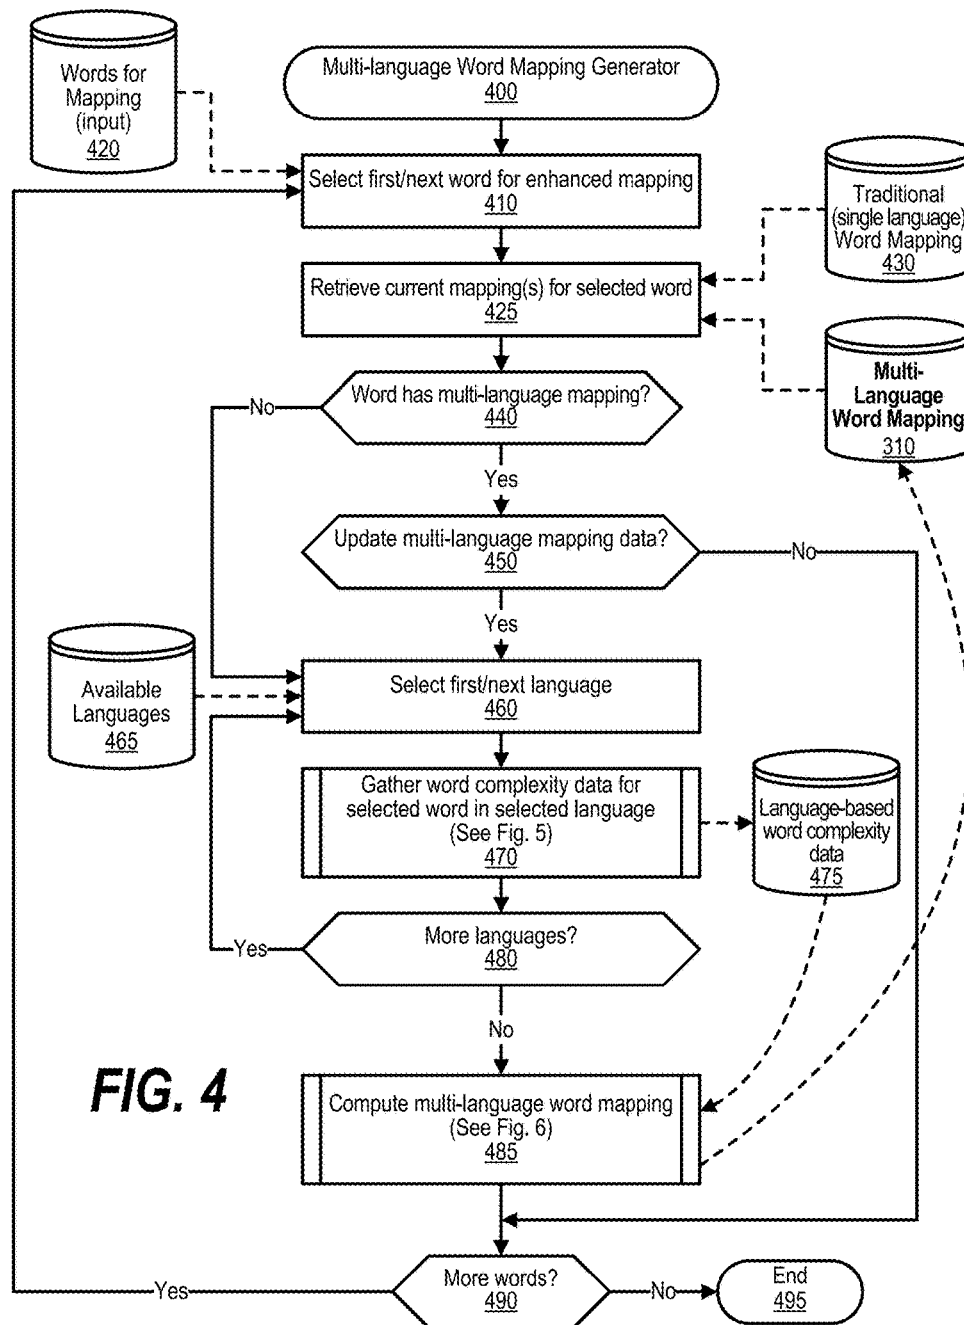 Words for
Mapping
(input)
420
Multi-language Word Mapping Generator
400
Select first/next word for enhanced mapping
410
Traditional
(single language)
Word Mapping
430
Retrieve current mapping(s) for selected word
425
Multi-
Language
Word Mapping
310
Word has multi-language mapping?
440
No
Yes
Update multi-language mapping data?
450
No
Yes
Available
Languages
465
Select first/next language
460
Gather word complexity data for
selected word in selected language
(See Fig. 5)
470
Language-based
word complexity
data
475
More languages?
480
Yes
No
FIG. 4
Compute multi-language word mapping
(See Fig. 6)
485
More words?
490
Yes
No
End
495